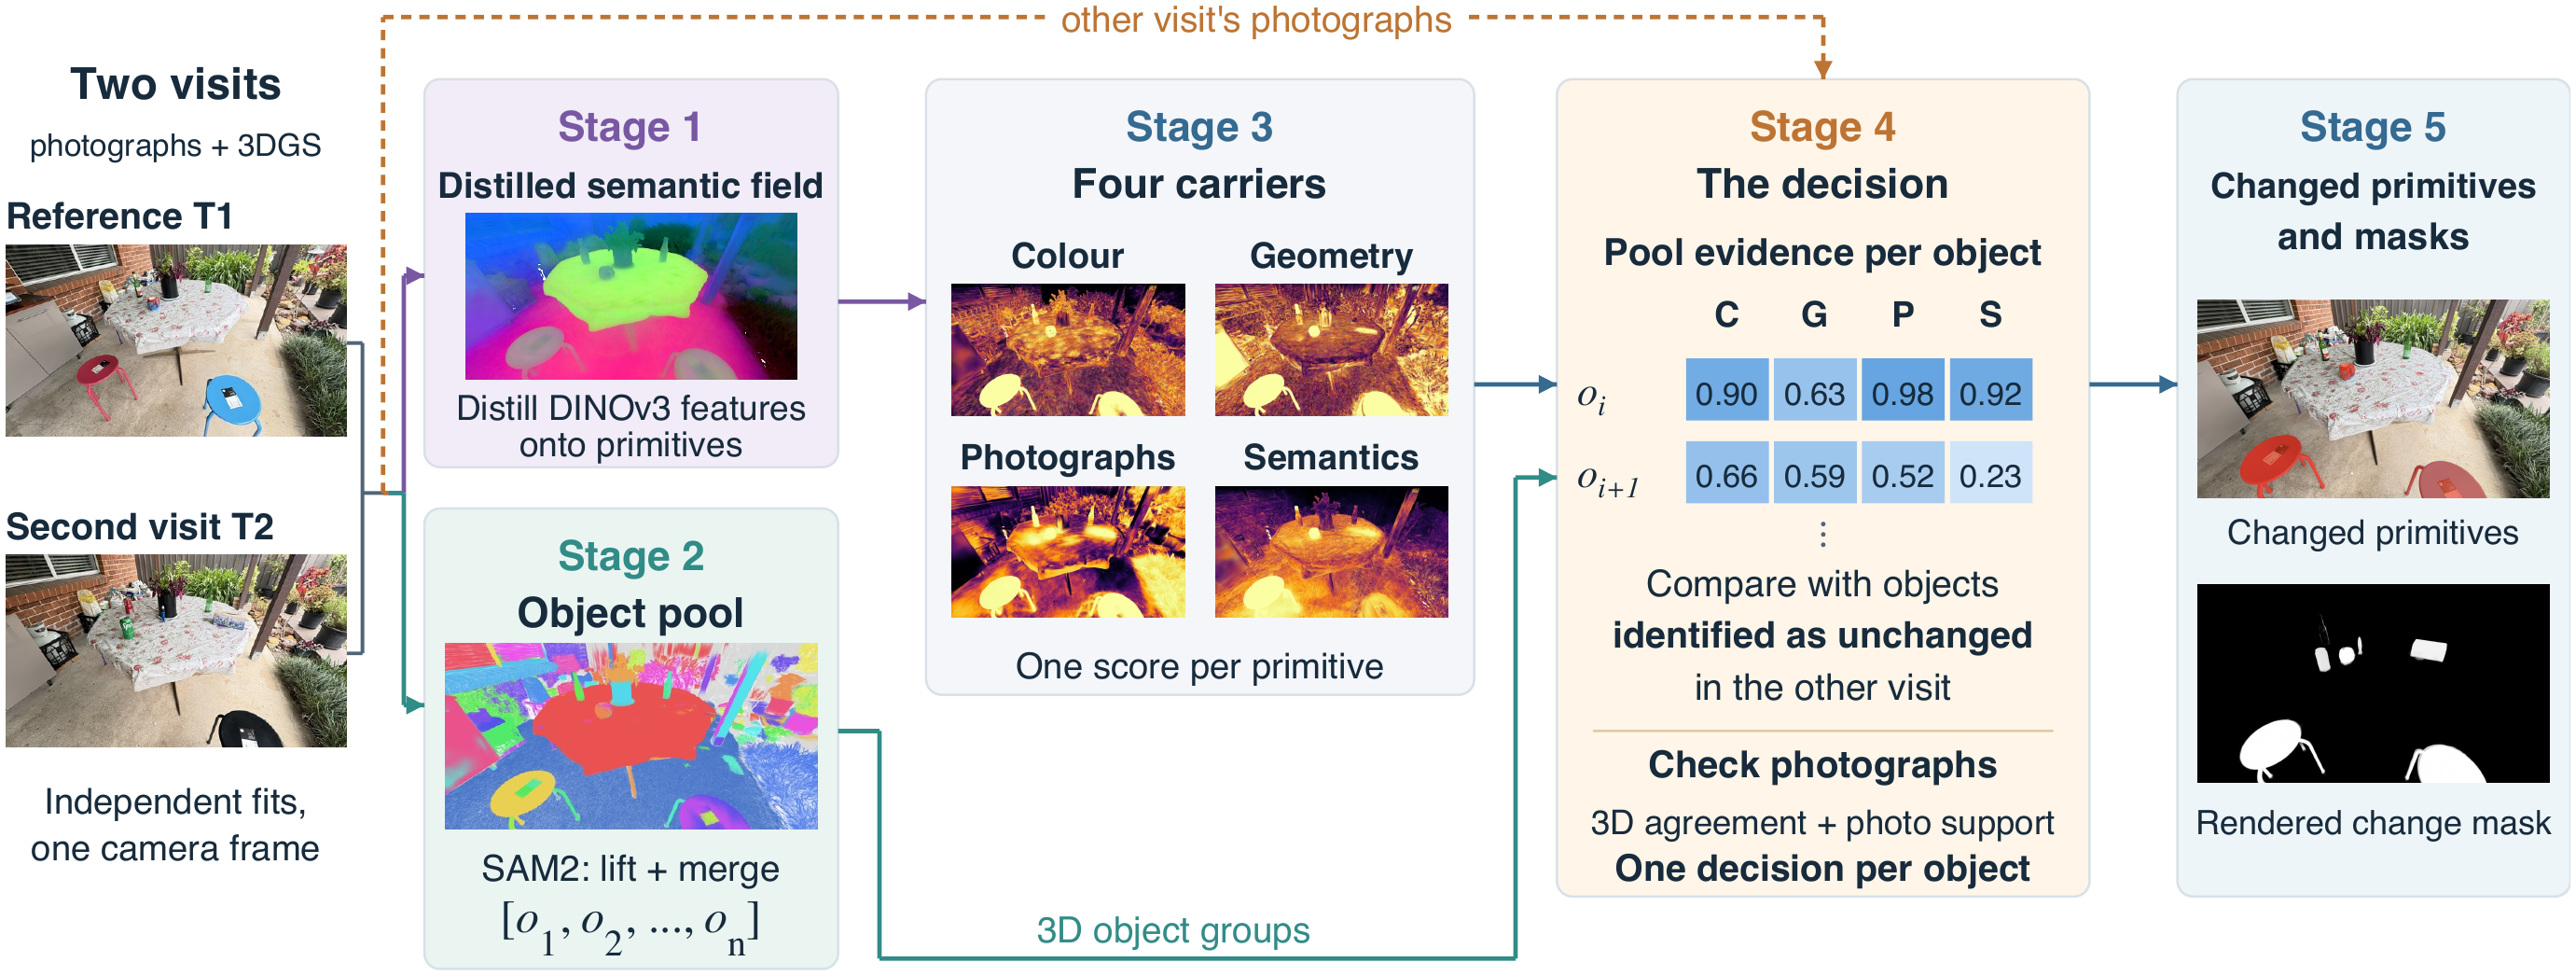 other visit's photographs
Two visits
photographs + 3DGS
Reference T1
Second visit T2
Independent fits,
one camera frame
Stage 1
Distilled semantic field
Distill DINOv3 features
onto primitives
Stage 2
Object pool
SAM2: lift + merge
[o1, o2, ..., on]
Stage 3
Four carriers
Colour
Geometry
Photographs
Semantics
One score per primitive
3D object groups
Stage 4
The decision
Pool evidence per object
C G P S
oi 0.90 0.63 0.98 0.92
oi+1 0.66 0.59 0.52 0.23
⋮
Compare with objects
identified as unchanged
in the other visit
Check photographs
3D agreement + photo support
One decision per object
Stage 5
Changed primitives
and masks
Changed primitives
Rendered change mask